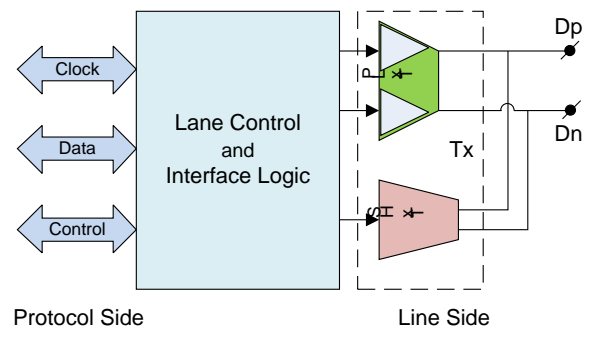 Dp
Clock
Lane Control
and
Interface Logic
Data
Dn
Tx
Control
Protocol Side
Line Side